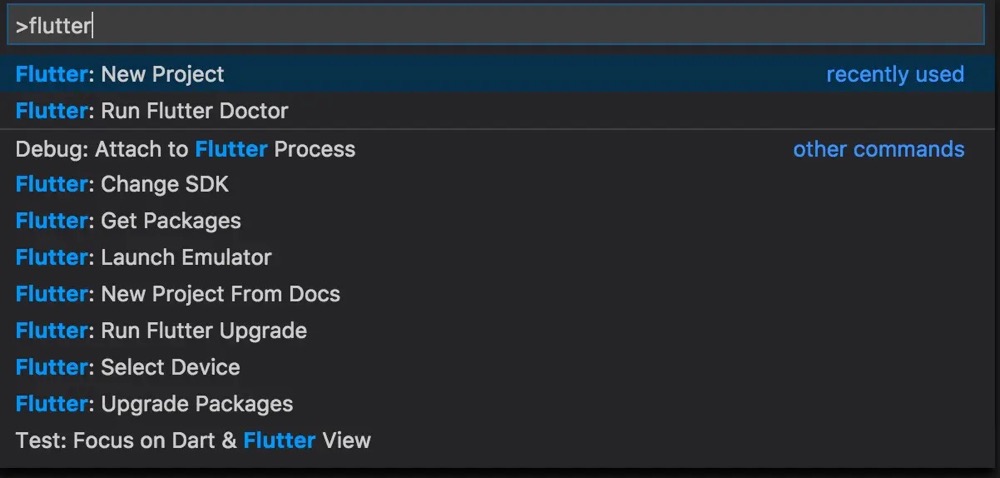 >flutter
Flutter: New Project recently used
Flutter: Run Flutter Doctor
Debug: Attach to Flutter Process other commands
Flutter: Change SDK
Flutter: Get Packages
Flutter: Launch Emulator
Flutter: New Project From Docs
Flutter: Run Flutter Upgrade
Flutter: Select Device
Flutter: Upgrade Packages
Test: Focus on Dart & Flutter View